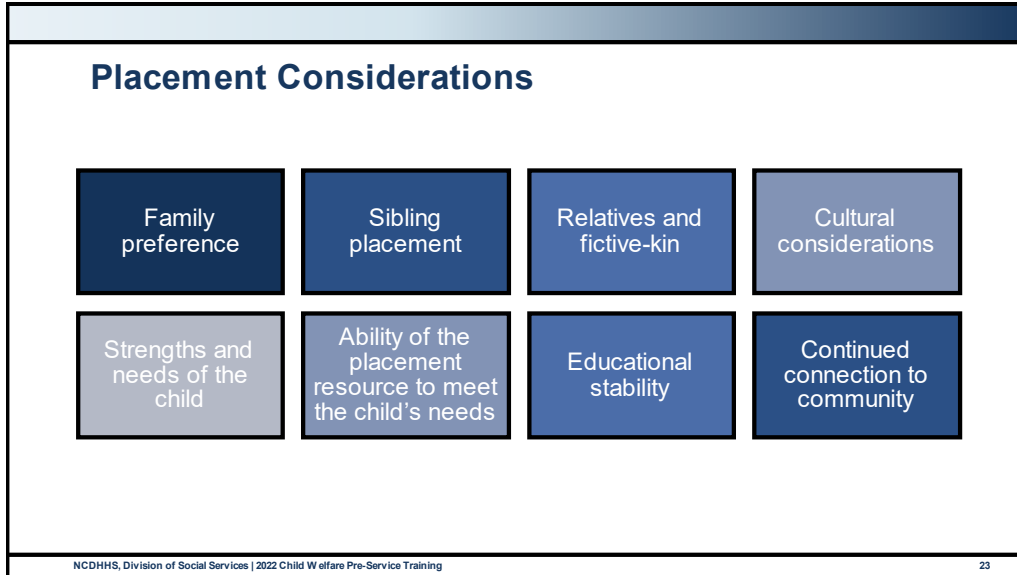 Placement Considerations
Family
preference
Sibling
placement
Relatives and
fictive-kin
Cultural
considerations
Strengths and
needs of the
child
Ability of the
placement
resource to meet
the child's needs
Educational
stability
Continued
connection to
community
NCDHHS, Division of Social Services | 2022 Child Welfare Pre-Service Training
23